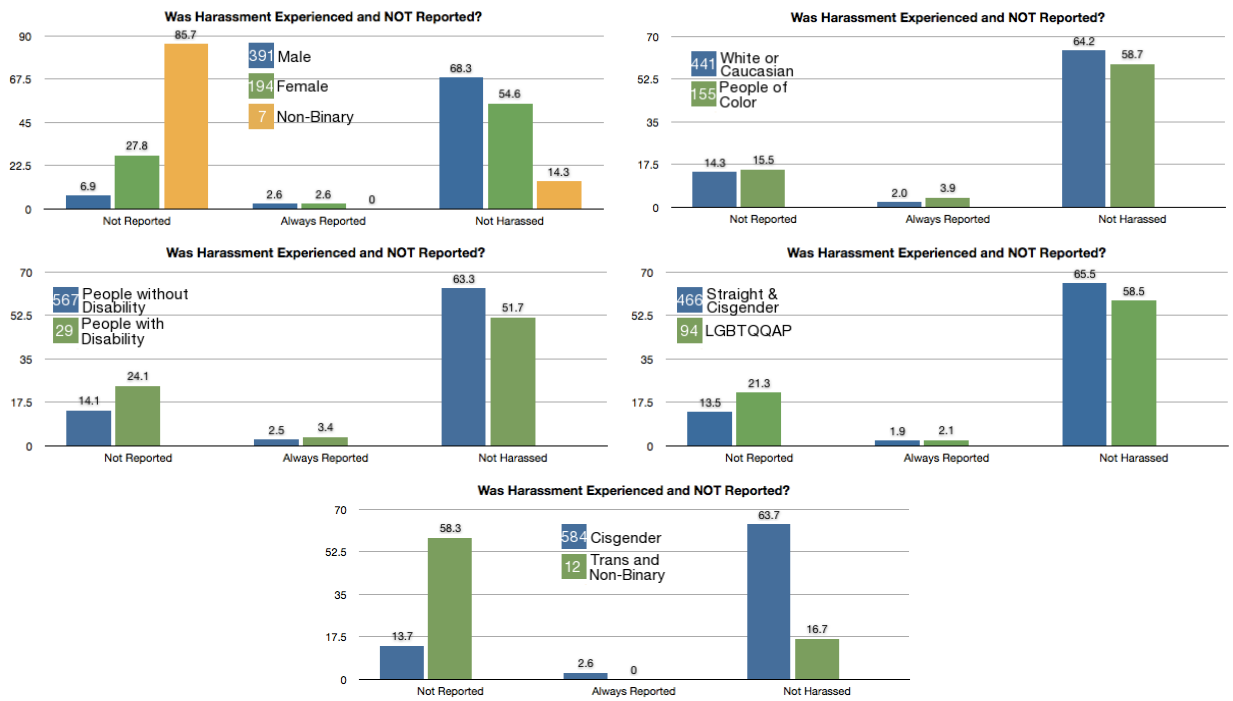 Was Harassment Experienced and NOT Reported?
90
67.5
45
22.5
0
6.9
27.8
85.7
2.6
2.6
0
68.3
54.6
14.3
391 Male
194 Female
7 Non-Binary
Not Reported
Always Reported
Not Harassed
Was Harassment Experienced and NOT Reported?
70
52.5
35
17.5
0
14.3
15.5
2.0
3.9
64.2
58.7
441 White or
Caucasian
155 People of
Color
Not Reported
Always Reported
Not Harassed
Was Harassment Experienced and NOT Reported?
70
52.5
35
17.5
0
14.1
24.1
2.5
3.4
63.3
51.7
567 People without
Disability
29 People with
Disability
Not Reported
Always Reported
Not Harassed
Was Harassment Experienced and NOT Reported?
70
52.5
35
17.5
0
13.5
21.3
1.9
2.1
65.5
58.5
466 Straight &
Cisgender
94 LGBTQQAP
Not Reported
Always Reported
Not Harassed
Was Harassment Experienced and NOT Reported?
70
52.5
35
17.5
0
13.7
58.3
2.6
0
63.7
16.7
584 Cisgender
12 Trans and
Non-Binary
Not Reported
Always Reported
Not Harassed